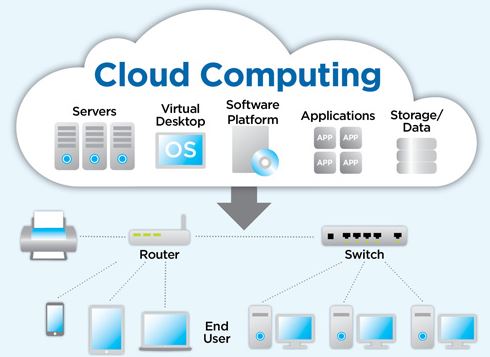 Cloud Computing
Servers
Virtual
Desktop
Software
Platform
Applications
Storage/
Data
OS
APP
APP
APP
APP
Router
Switch
End
User